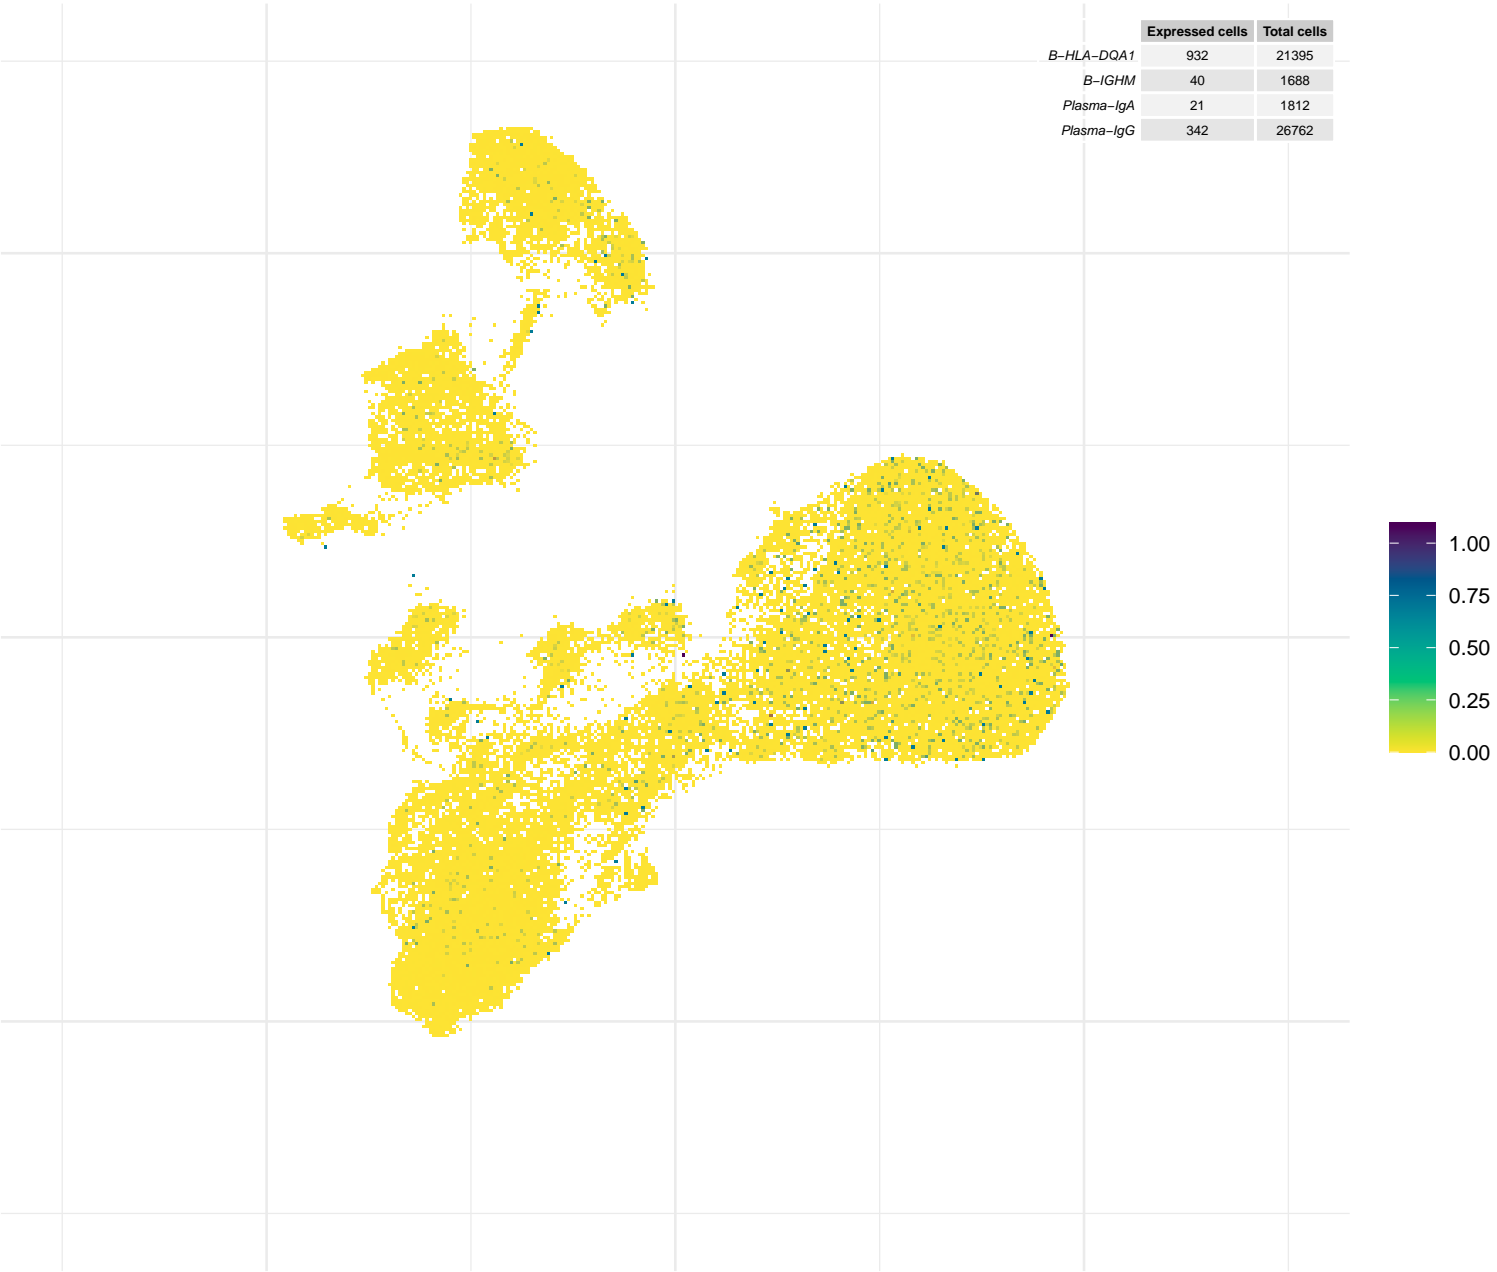 Expressed cells Total cells
B−HLA−DQA1 932 21395
B−IGHM 40 1688
Plasma−IgA 21 1812
Plasma−IgG 342 26762
1.00
0.75
0.50
0.25
0.00